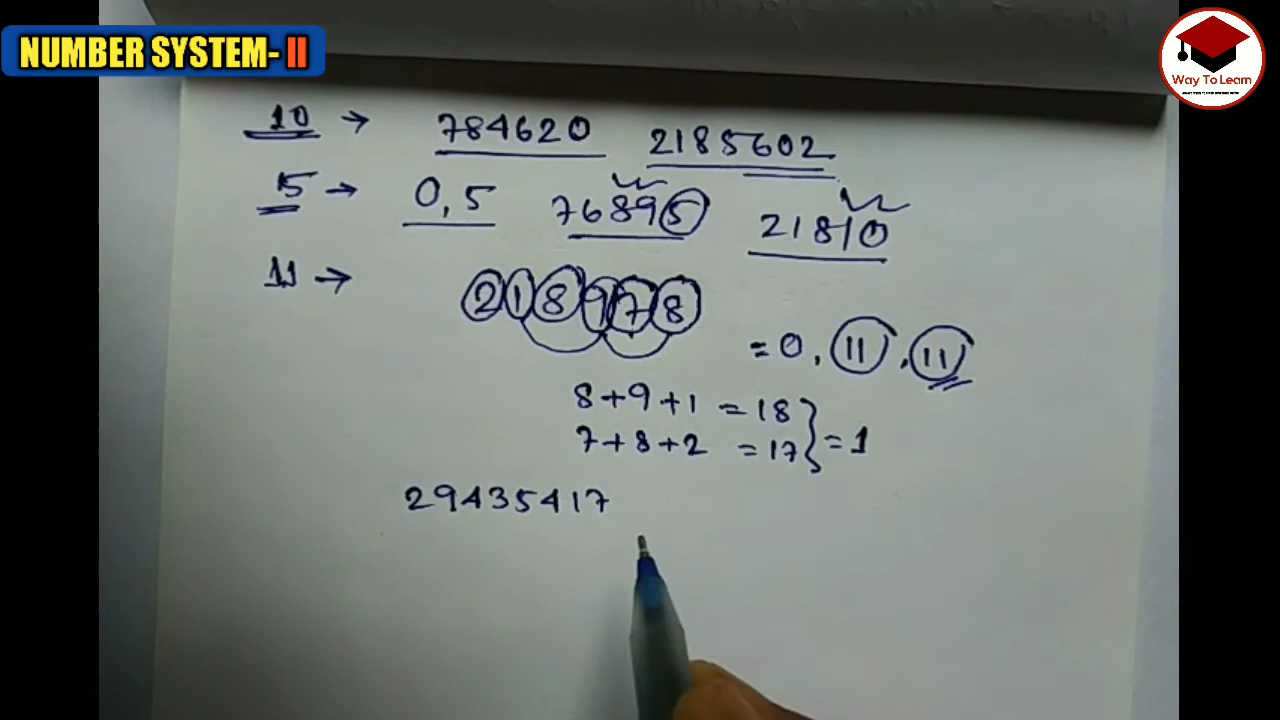 NUMBER SYSTEM- II
Way To Learn
10 → 784620 2185602
5 → 0,5 76895 21810
11 → 218978
= 0, 11, 11
8+9+1 = 18
7+8+2 = 17 } = 1
29435417